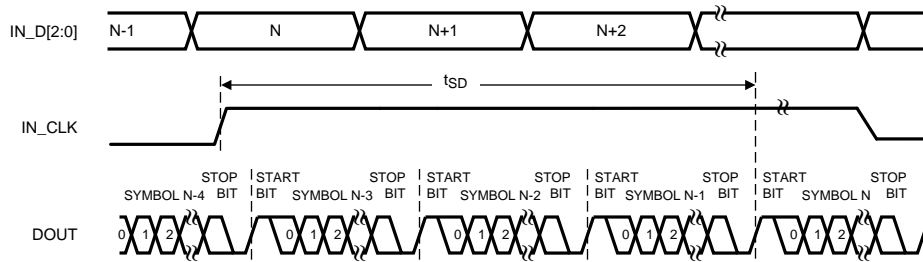 IN_D[2:0] N-1 N N+1 N+2
tSD
IN_CLK
STOP START STOP START STOP START STOP START STOP
SYMBOL N-4 BIT BIT SYMBOL N-3 BIT BIT SYMBOL N-2 BIT BIT SYMBOL N-1 BIT BIT SYMBOL N BIT
DOUT 0 1 2 0 1 2 0 1 2 0 1 2 0 1 2